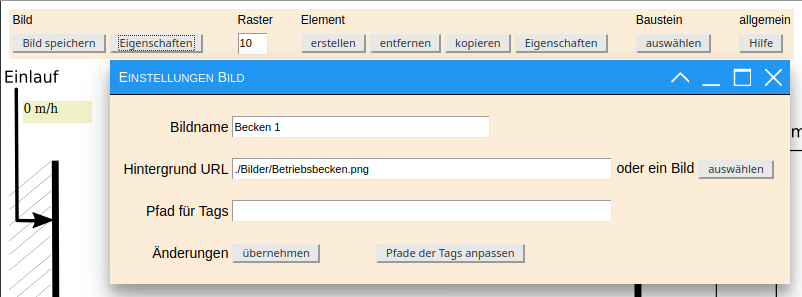 Bild Raster Element Baustein allgemein
Bild speichern Eigenschaften 10 erstellen entfernen kopieren Eigenschaften auswählen Hilfe
Einlauf
EINSTELLUNGEN BILD
0 m/h
Bildname Becken 1
m
Hintergrund URL ./Bilder/Betriebsbecken.png oder ein Bild auswählen
Pfad für Tags
Änderungen übernehmen Pfade der Tags anpassen